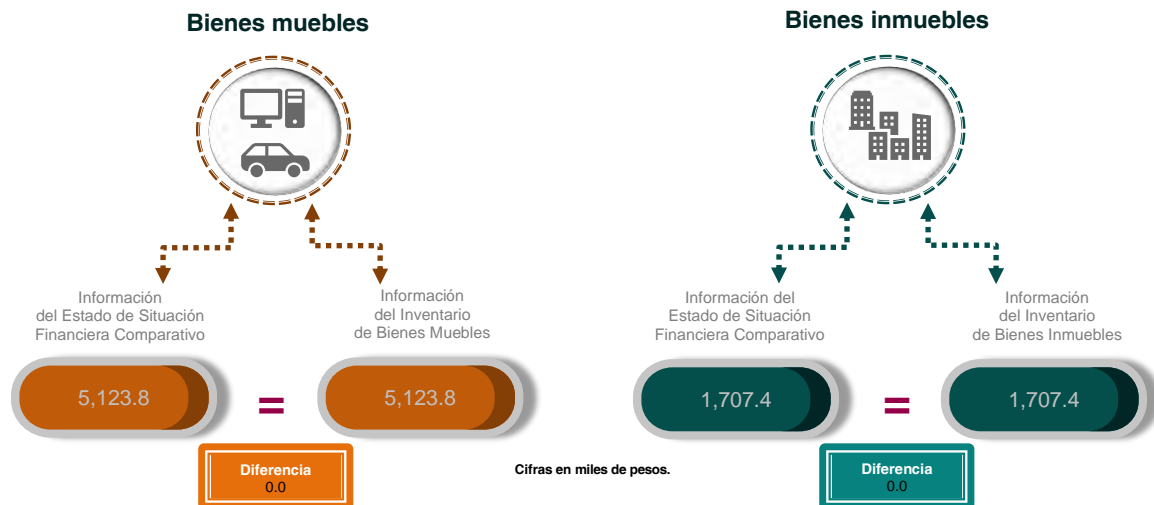 Bienes muebles
Información
del Estado de Situación
Financiera Comparativo
Información
del Inventario
de Bienes Muebles
5,123.8
=
5,123.8
Diferencia
0.0
Cifras en miles de pesos.
Bienes inmuebles
Información del
Estado de Situación
Financiera Comparativo
Información
del Inventario
de Bienes Inmuebles
1,707.4
=
1,707.4
Diferencia
0.0